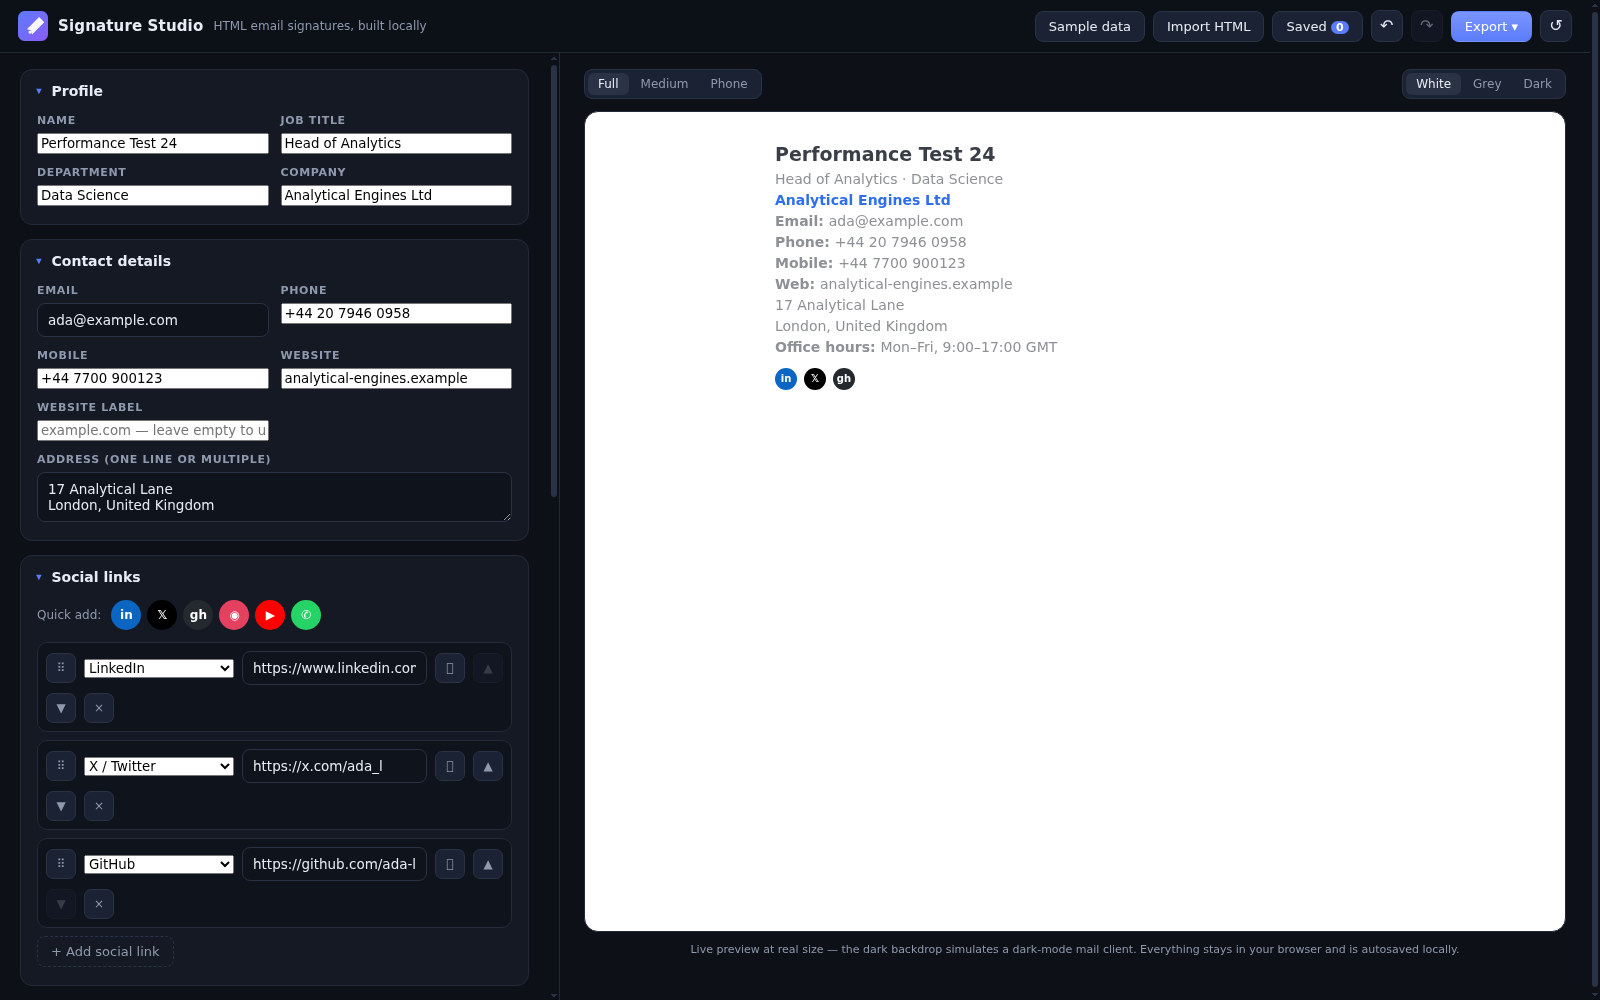 Signature Studio HTML email signatures, built locally
Sample data Import HTML Saved 0 ↶ ↷ Export ▾ ↺
▾ Profile
NAME JOB TITLE
Performance Test 24 Head of Analytics
DEPARTMENT COMPANY
Data Science Analytical Engines Ltd
▾ Contact details
EMAIL PHONE
ada@example.com +44 20 7946 0958
MOBILE WEBSITE
+44 7700 900123 analytical-engines.example
WEBSITE LABEL
example.com — leave empty to u
ADDRESS (ONE LINE OR MULTIPLE)
17 Analytical Lane
London, United Kingdom
▾ Social links
Quick add: in 𝕏 gh ◉ ▶ ✆
⠿ LinkedIn https://www.linkedin.cor ▲
▼ ×
⠿ X / Twitter https://x.com/ada_l ▲
▼ ×
⠿ GitHub https://github.com/ada-l ▲
▼ ×
+ Add social link
Full Medium Phone
White Grey Dark
Performance Test 24
Head of Analytics · Data Science
Analytical Engines Ltd
Email: ada@example.com
Phone: +44 20 7946 0958
Mobile: +44 7700 900123
Web: analytical-engines.example
17 Analytical Lane
London, United Kingdom
Office hours: Mon–Fri, 9:00–17:00 GMT
in 𝕏 gh
Live preview at real size — the dark backdrop simulates a dark-mode mail client. Everything stays in your browser and is autosaved locally.